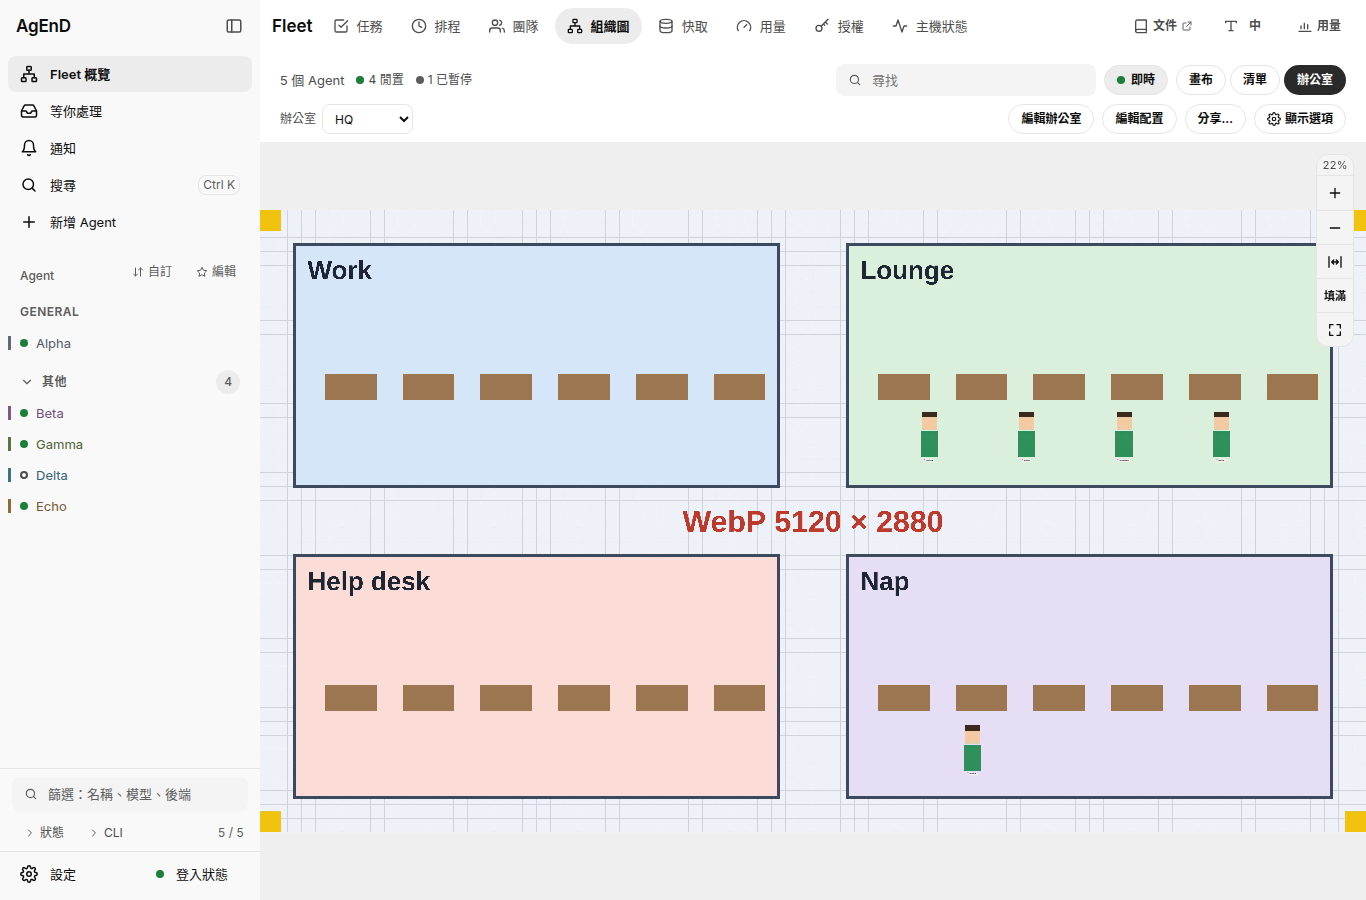 AgEnD
Fleet 概覽
等你處理
通知
搜尋
Ctrl K
新增 Agent
Agent
自訂
編輯
GENERAL
Alpha
其他
4
Beta
Gamma
Delta
Echo
篩選：名稱、模型、後端
狀態
CLI
5 / 5
設定
登入狀態
Fleet
任務
排程
團隊
組織圖
快取
用量
授權
主機狀態
文件
中
用量
5 個 Agent
4 閒置
1 已暫停
尋找
即時
畫布
清單
辦公室
辦公室
HQ
編輯辦公室
編輯配置
分享...
顯示選項
22%
填滿
Work
Lounge
WebP 5120 × 2880
Help desk
Nap